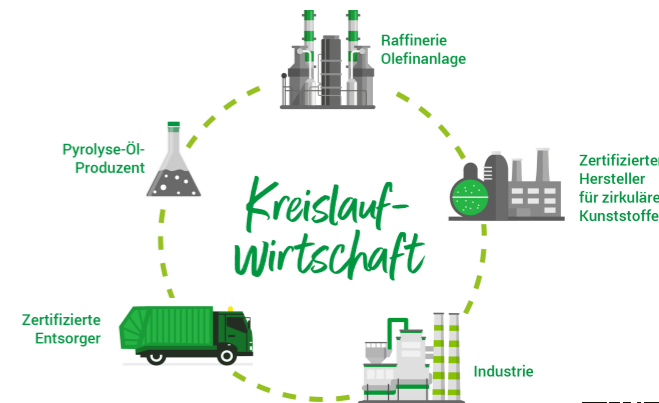 Raffinerie
Olefinanlage
Pyrolyse-Öl-
Produzent
Zertifizierter
Hersteller
für zirkuläre
Kunststoffe
Kreislauf-
wirtschaft
Zertifizierte
Entsorger
Industrie